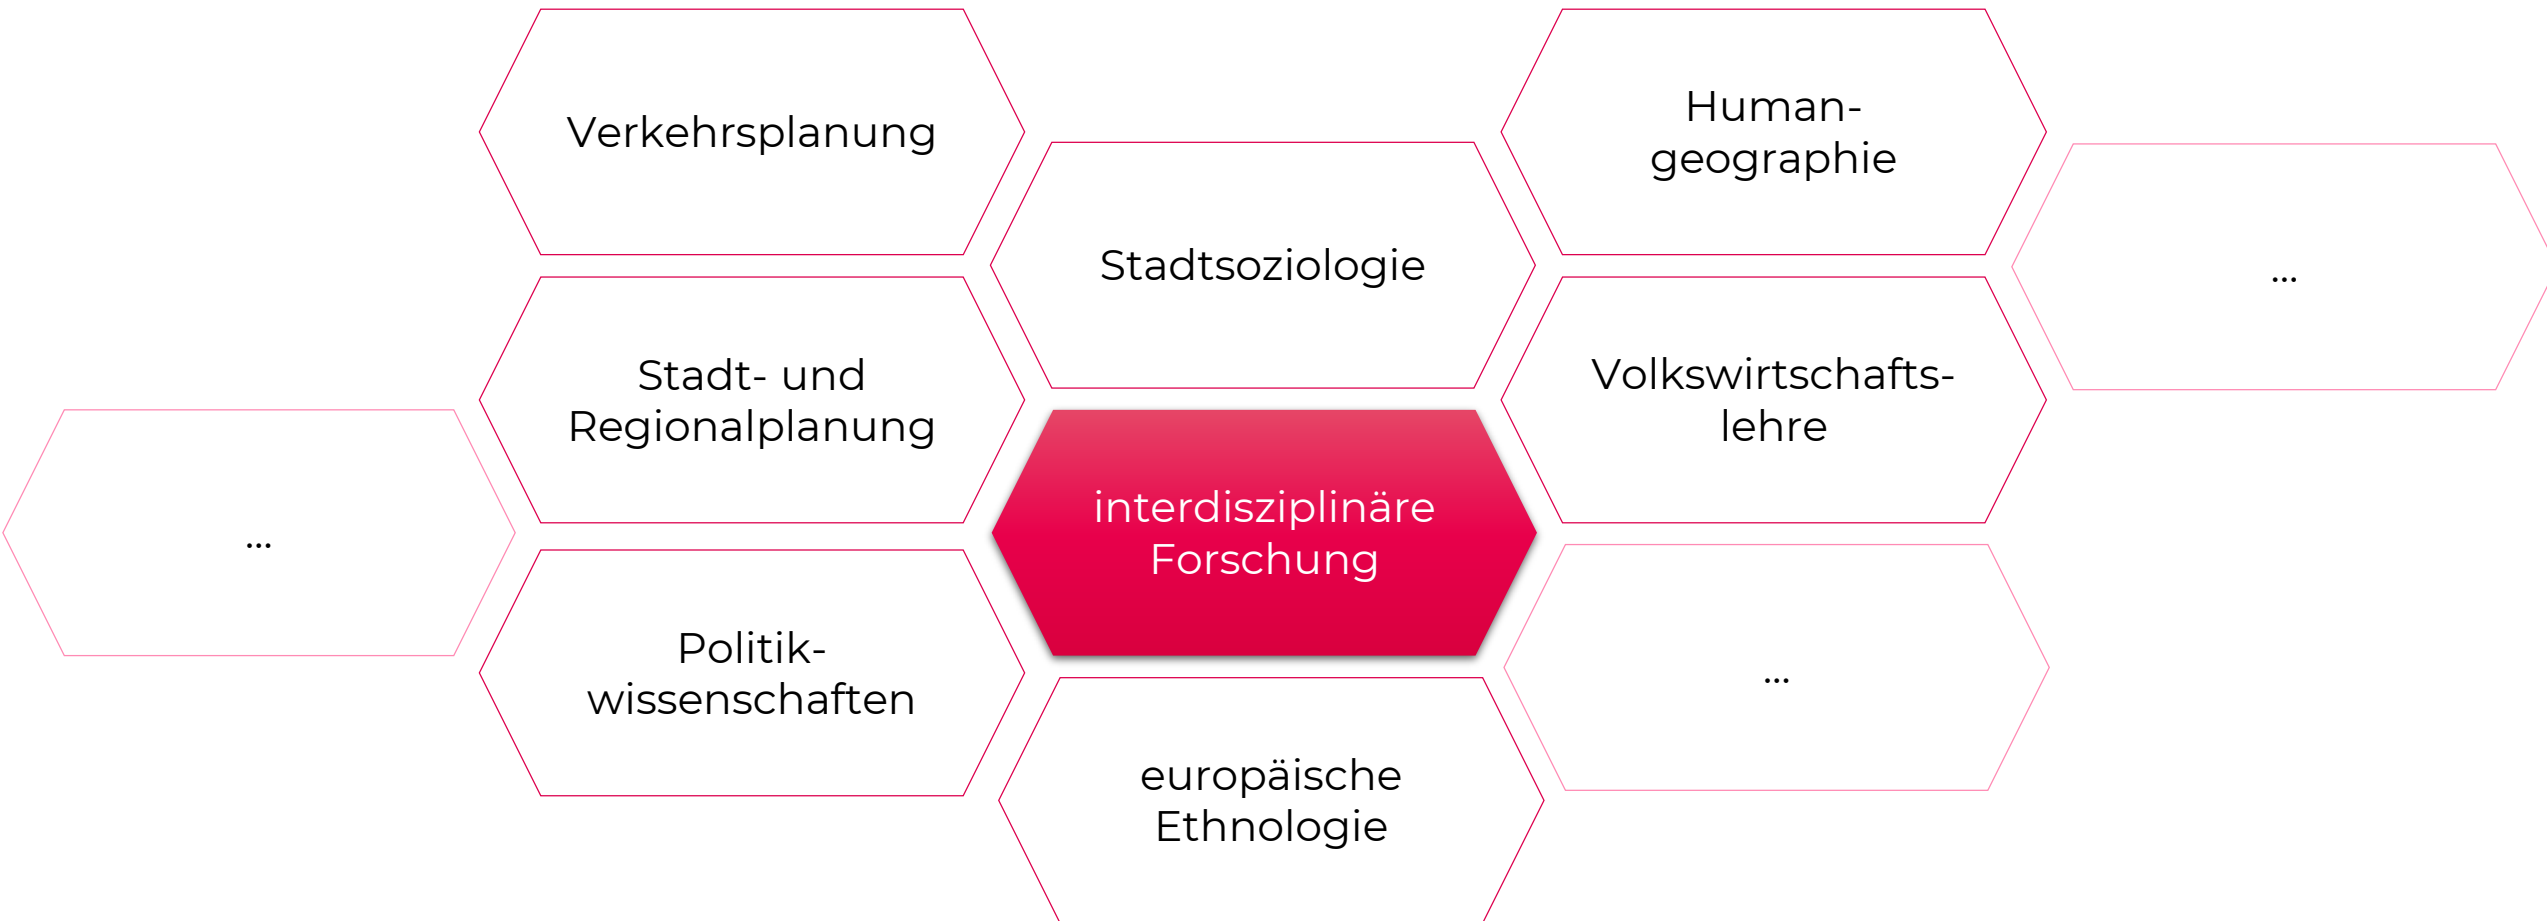 Verkehrsplanung
Human-
geographie
Stadtsoziologie
...
Stadt- und
Regionalplanung
Volkswirtschafts-
lehre
interdisziplinäre
Forschung
...
Politik-
wissenschaften
...
europäische
Ethnologie